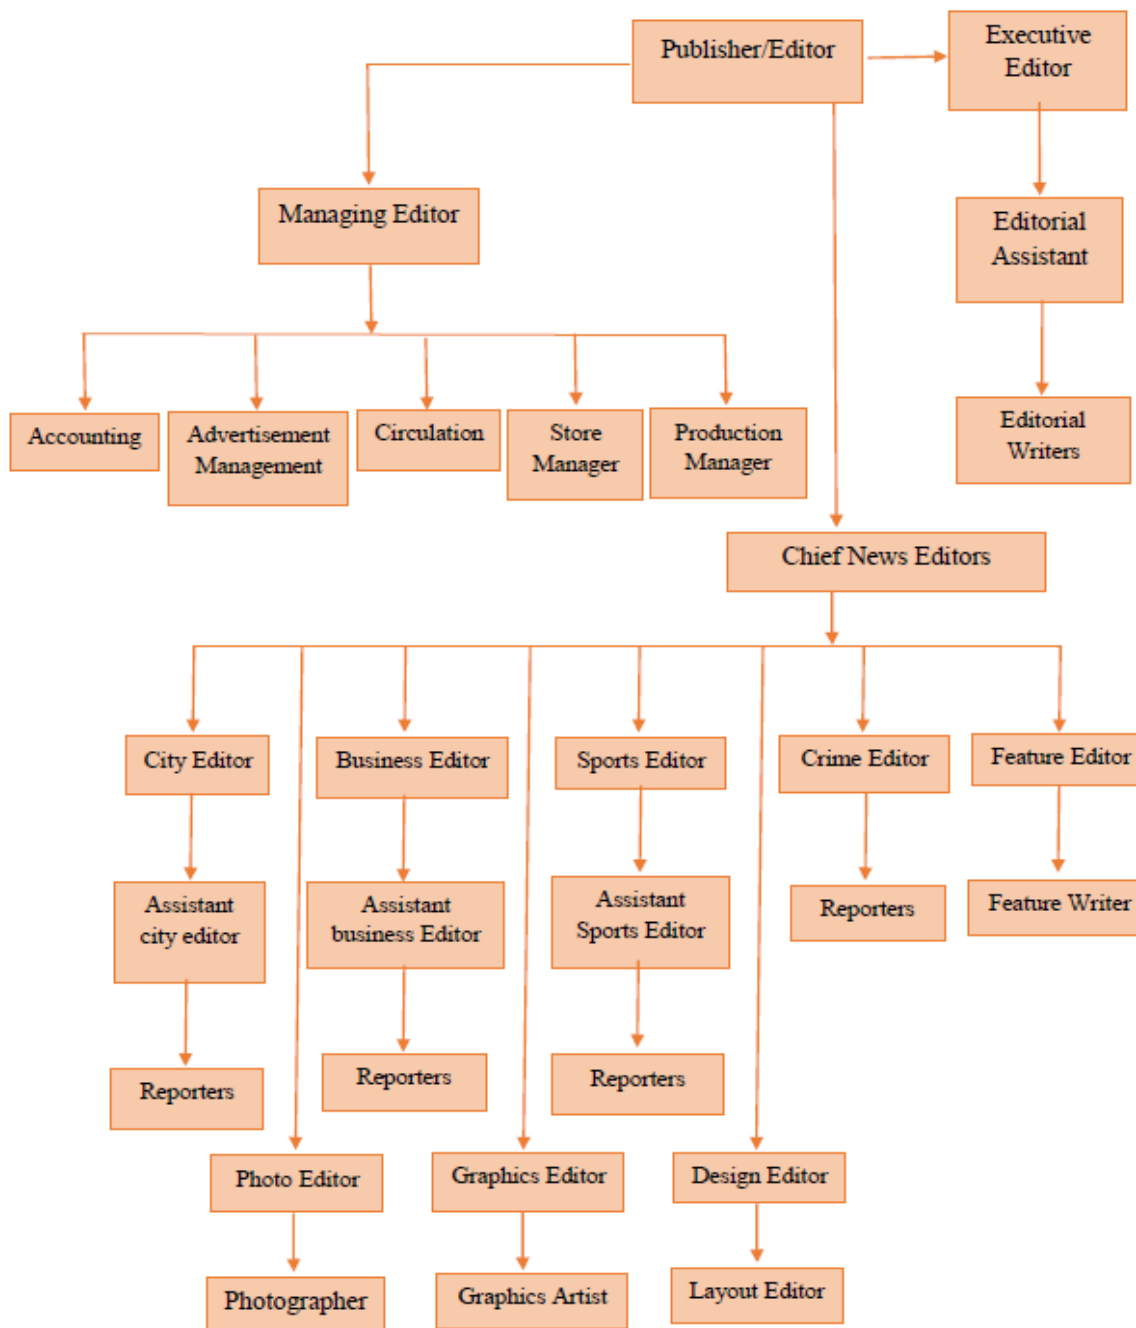 Publisher/Editor
Executive
Editor
Managing Editor
Editorial
Assistant
Accounting
Advertisement
Management
Circulation
Store
Manager
Production
Manager
Editorial
Writers
Chief News Editors
City Editor
Business Editor
Sports Editor
Crime Editor
Feature Editor
Assistant
city editor
Assistant
business Editor
Assistant
Sports Editor
Reporters
Feature Writer
Reporters
Reporters
Reporters
Photo Editor
Graphics Editor
Design Editor
Photographer
Graphics Artist
Layout Editor